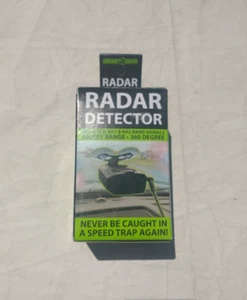 RADAR
RADAR
DETECTOR
RANGE • 360 DEGREE
NEVER BE CAUGHT IN
A SPEED TRAP AGAIN!